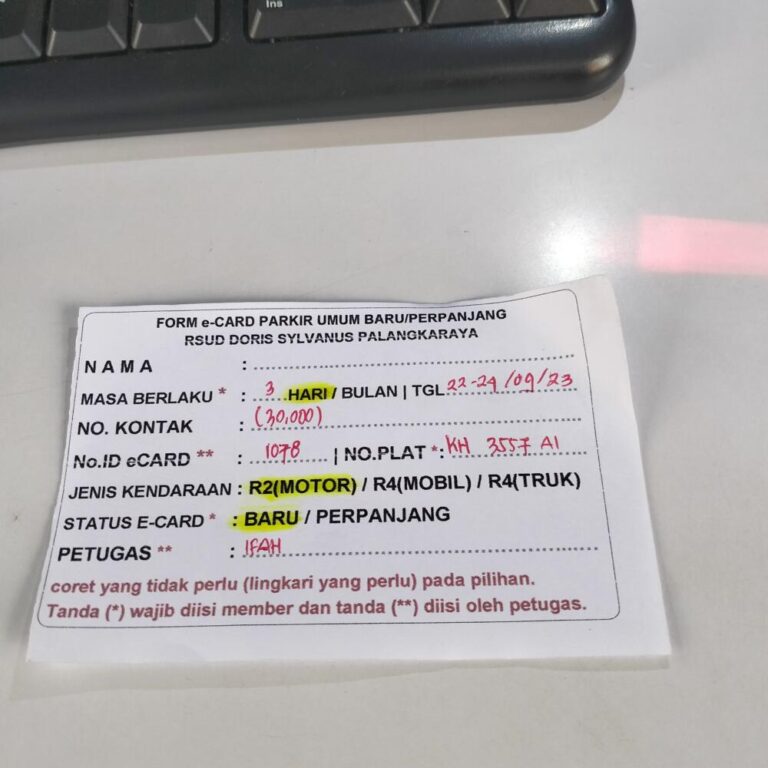 Ins
FORM e-CARD PARKIR UMUM BARU/PERPANJANG
RSUD DORIS SYLVANUS PALANGKARAYA
NAMA :
MASA BERLAKU * : 3 HARI / BULAN | TGL 22-24/09/23
NO. KONTAK : (30,000)
No.ID eCARD ** : 1078 | NO.PLAT *: KH 3557 AI
JENIS KENDARAAN : R2(MOTOR) / R4(MOBIL) / R4(TRUK)
STATUS E-CARD * : BARU / PERPANJANG
PETUGAS ** : IFAH
coret yang tidak perlu (lingkari yang perlu) pada pilihan.
Tanda (*) wajib diisi member dan tanda (**) diisi oleh petugas.